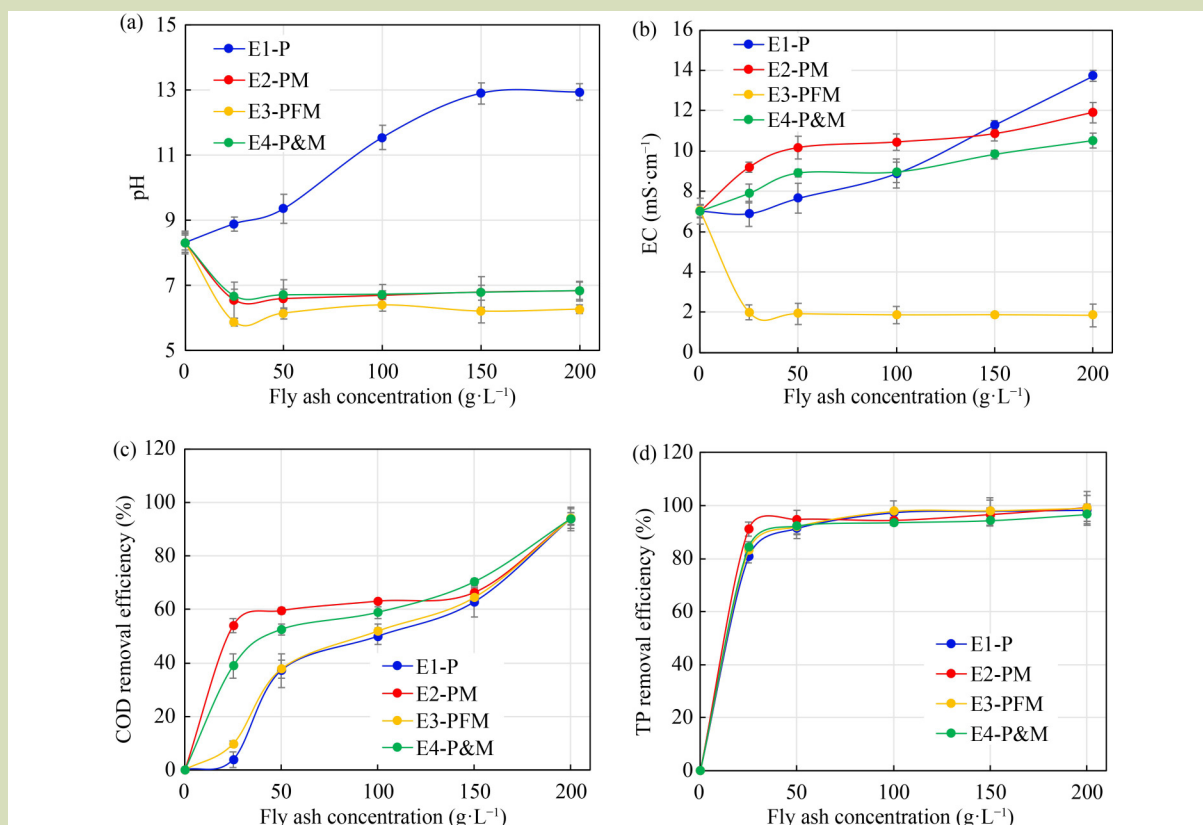 (a)
15
13
11
9
7
5
pH
E1-P
E2-PM
E3-PFM
E4-P&M
0
50
100
150
200
Fly ash concentration (g·L⁻¹)
(b)
16
14
12
10
8
6
4
2
0
EC (mS·cm⁻¹)
E1-P
E2-PM
E3-PFM
E4-P&M
0
50
100
150
200
Fly ash concentration (g·L⁻¹)
(c)
120
100
80
60
40
20
0
COD removal efficiency (%)
E1-P
E2-PM
E3-PFM
E4-P&M
0
50
100
150
200
Fly ash concentration (g·L⁻¹)
(d)
120
100
80
60
40
20
0
TP removal efficiency (%)
E1-P
E2-PM
E3-PFM
E4-P&M
0
50
100
150
200
Fly ash concentration (g·L⁻¹)